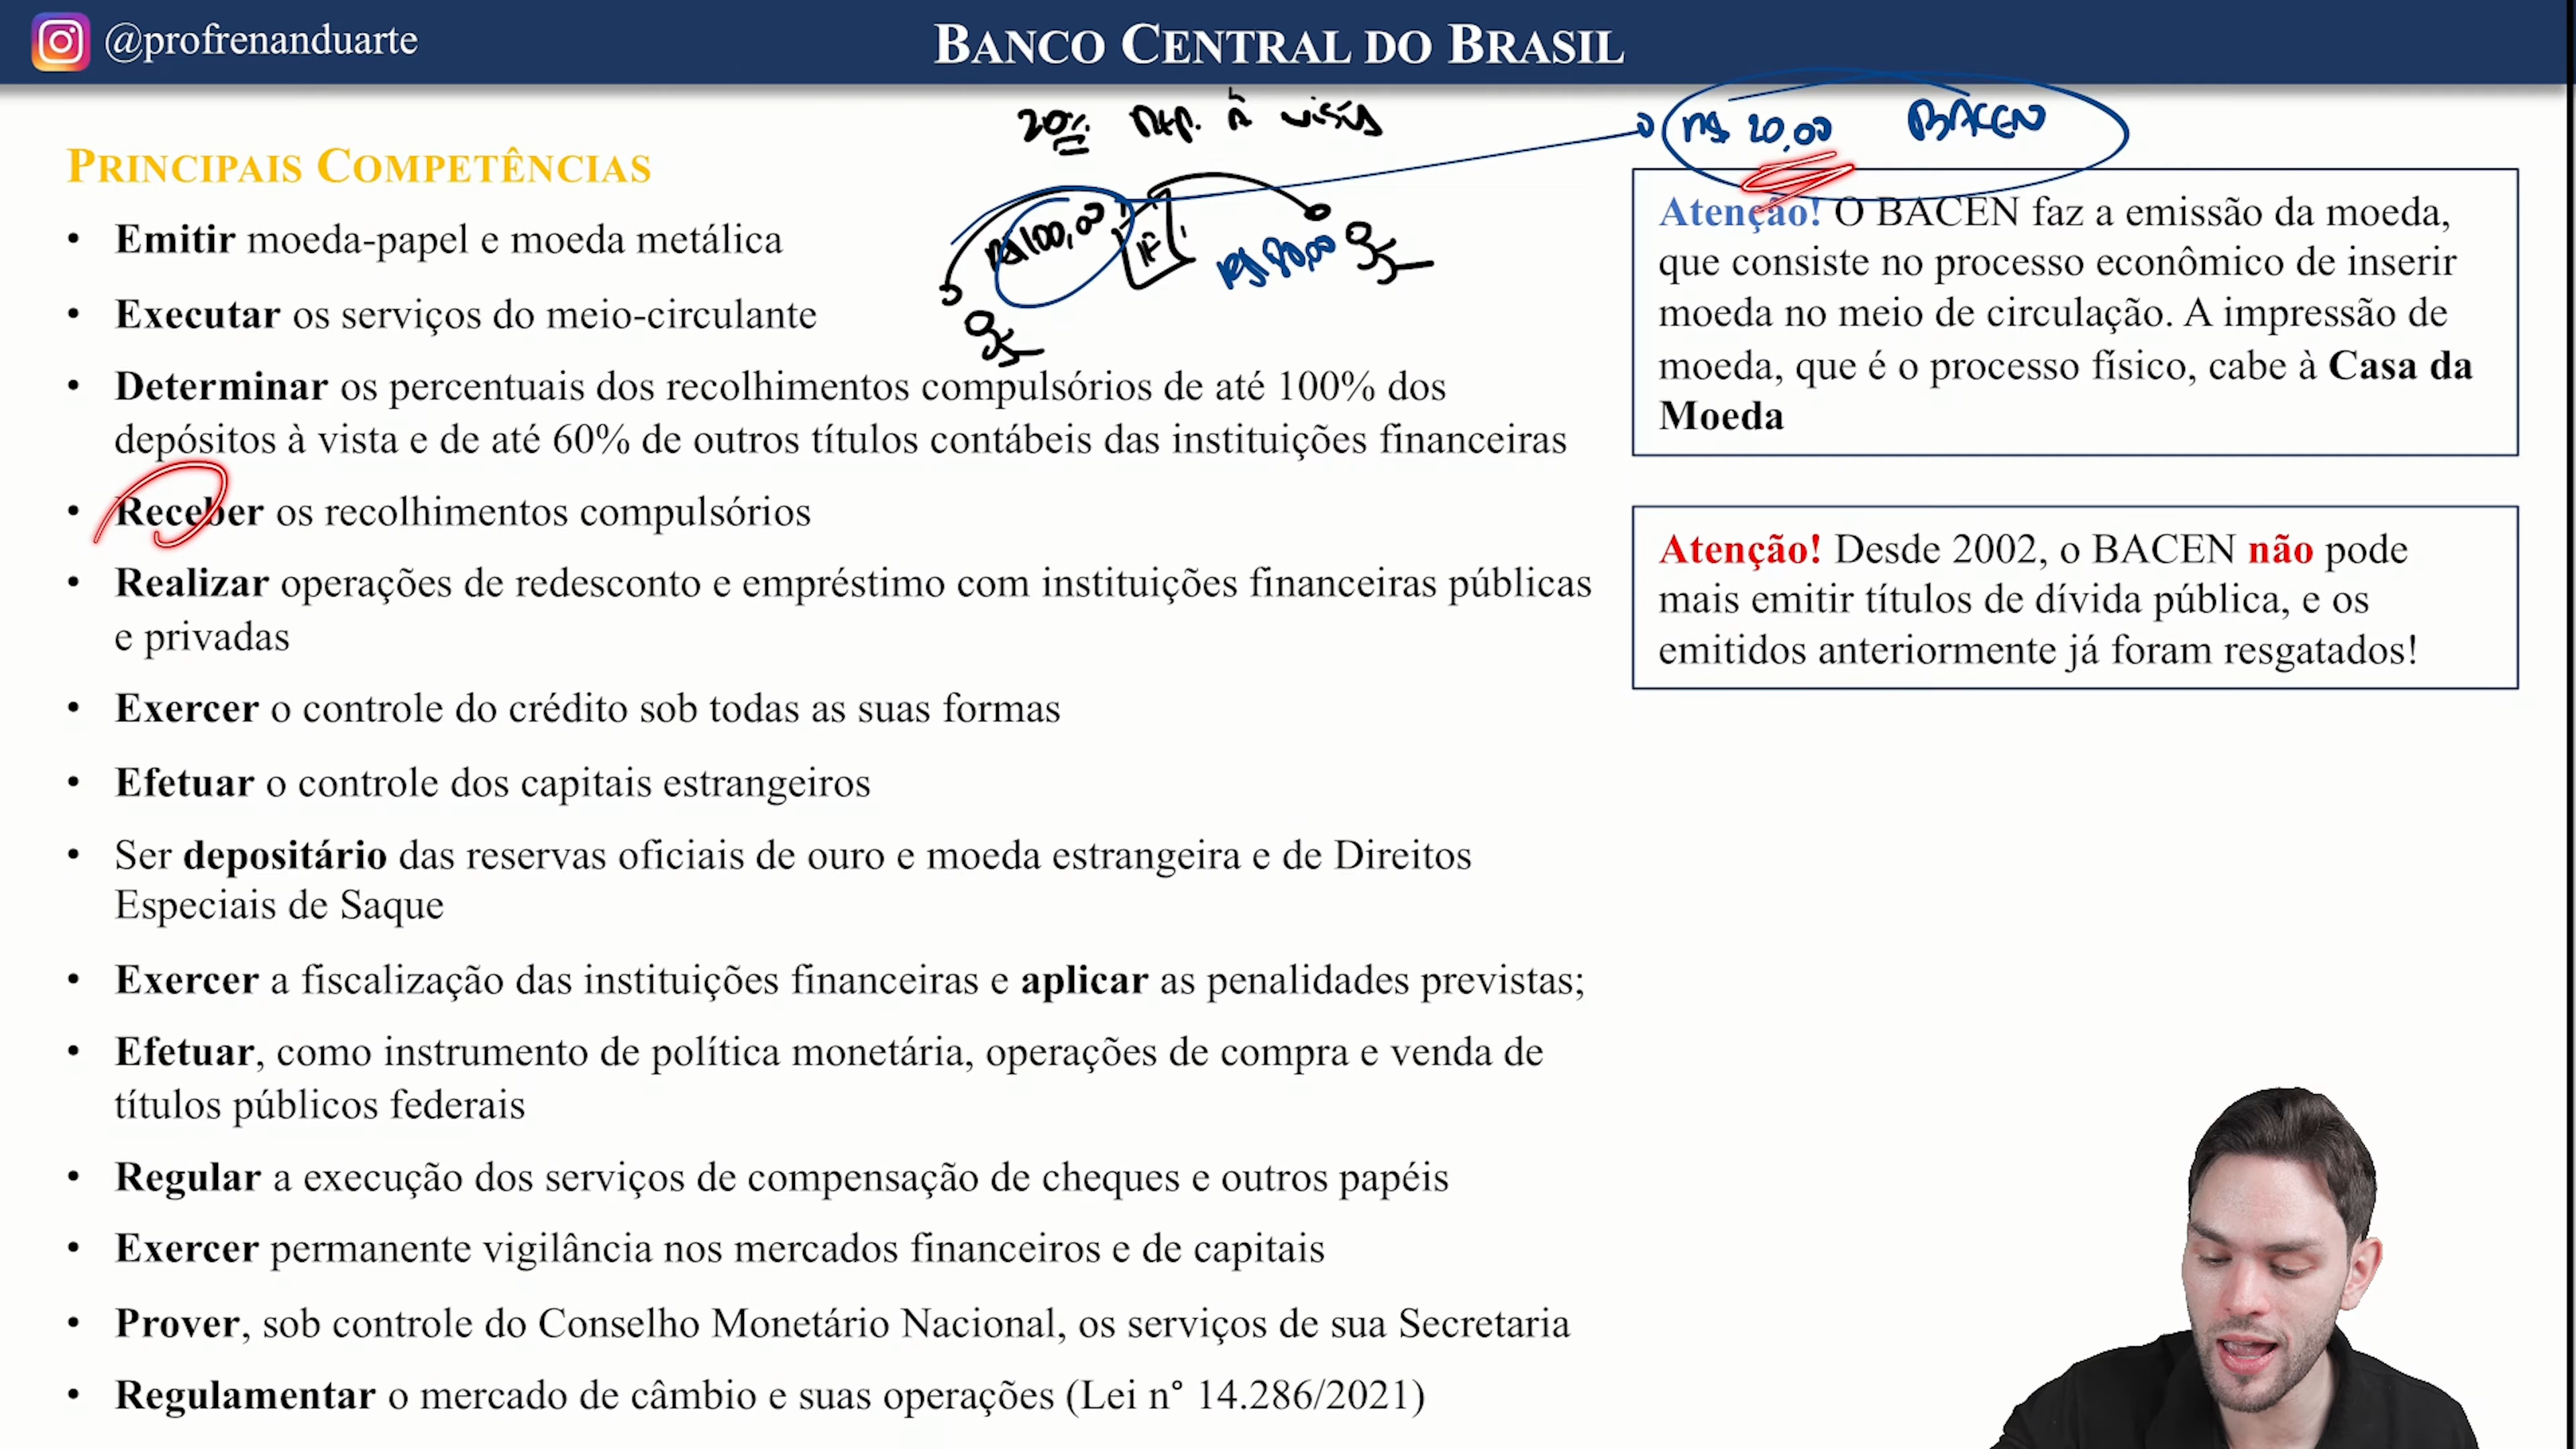 @profrenanduarte
BANCO CENTRAL DO BRASIL
20% DEP. À VISTA
R$ 20,00 BACEN
PRINCIPAIS COMPETÊNCIAS
R$100,00
IF
R$80,00
• Emitir moeda-papel e moeda metálica
• Executar os serviços do meio-circulante
• Determinar os percentuais dos recolhimentos compulsórios de até 100% dos
depósitos à vista e de até 60% de outros títulos contábeis das instituições financeiras
• Receber os recolhimentos compulsórios
• Realizar operações de redesconto e empréstimo com instituições financeiras públicas
e privadas
• Exercer o controle do crédito sob todas as suas formas
• Efetuar o controle dos capitais estrangeiros
• Ser depositário das reservas oficiais de ouro e moeda estrangeira e de Direitos
Especiais de Saque
• Exercer a fiscalização das instituições financeiras e aplicar as penalidades previstas;
• Efetuar, como instrumento de política monetária, operações de compra e venda de
títulos públicos federais
• Regular a execução dos serviços de compensação de cheques e outros papéis
• Exercer permanente vigilância nos mercados financeiros e de capitais
• Prover, sob controle do Conselho Monetário Nacional, os serviços de sua Secretaria
• Regulamentar o mercado de câmbio e suas operações (Lei n° 14.286/2021)
Atenção! O BACEN faz a emissão da moeda,
que consiste no processo econômico de inserir
moeda no meio de circulação. A impressão de
moeda, que é o processo físico, cabe à Casa da
Moeda
Atenção! Desde 2002, o BACEN não pode
mais emitir títulos de dívida pública, e os
emitidos anteriormente já foram resgatados!